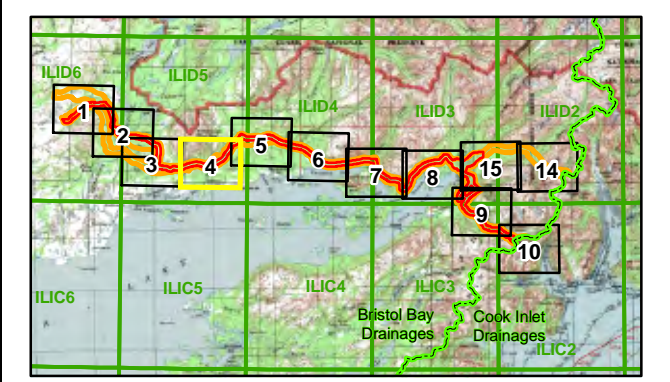 ILID6
ILID5
ILID4
ILID3
ILID2
1
2
3
4
5
6
7
8
15
14
9
10
ILIC6
ILIC5
ILIC4
ILIC3
ILIC2
LAKE
Bristol Bay
Drainages
Cook Inlet
Drainages